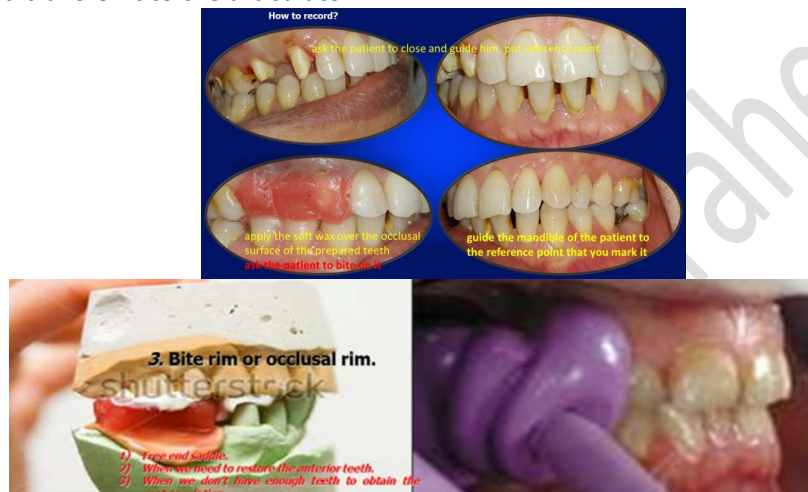 How to record?
ask the patient to close and guide him, put reference point
apply the soft wax over the occlusal
surface of the prepared teeth
ask the patient to bite on it
guide the mandible of the patient to
the reference point that you mark it
3. Bite rim or occlusal rim.
shutterstock
1) Free end saddle.
2) When we need to restore the anterior teeth.
3) When we don't have enough teeth to obtain the